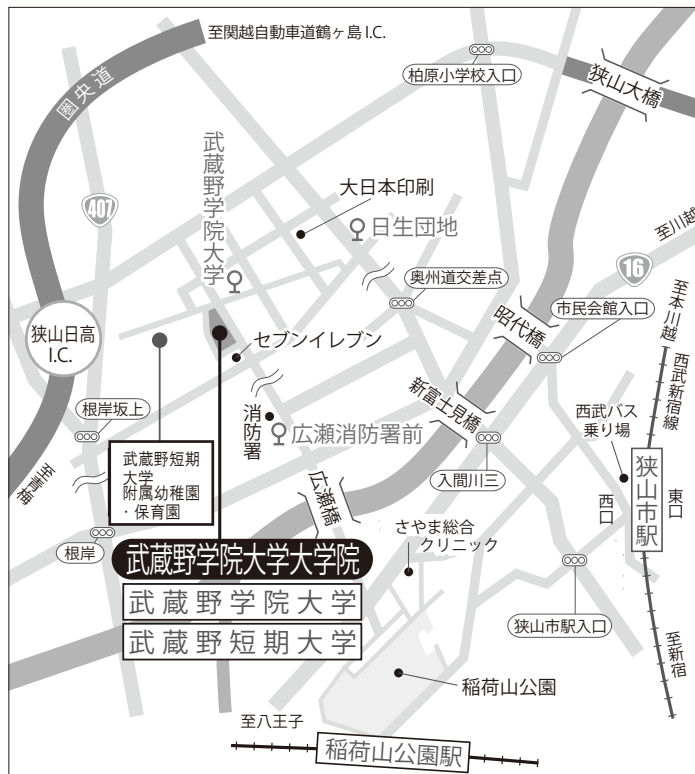 至関越自動車道鶴ヶ島 I.C.
圏央道
柏原小学校入口
狭山大橋
407
武蔵野学院大学
大日本印刷
日生団地
至川越
16
奥州道交差点
市民会館入口
至本川越
西武新宿線
狭山日高
I.C.
昭代橋
セブンイレブン
新富士見橋
根岸坂上
消防署
広瀬消防署前
西武バス
乗り場
狭山市駅
東口
西口
入間川三
至青梅
武蔵野短期
大学
附属幼稚園
・保育園
広瀬橋
さやま総合
クリニック
根岸
武蔵野学院大学大学院
武蔵野学院大学
武蔵野短期大学
狭山市駅入口
至新宿
稲荷山公園
至八王子
稲荷山公園駅